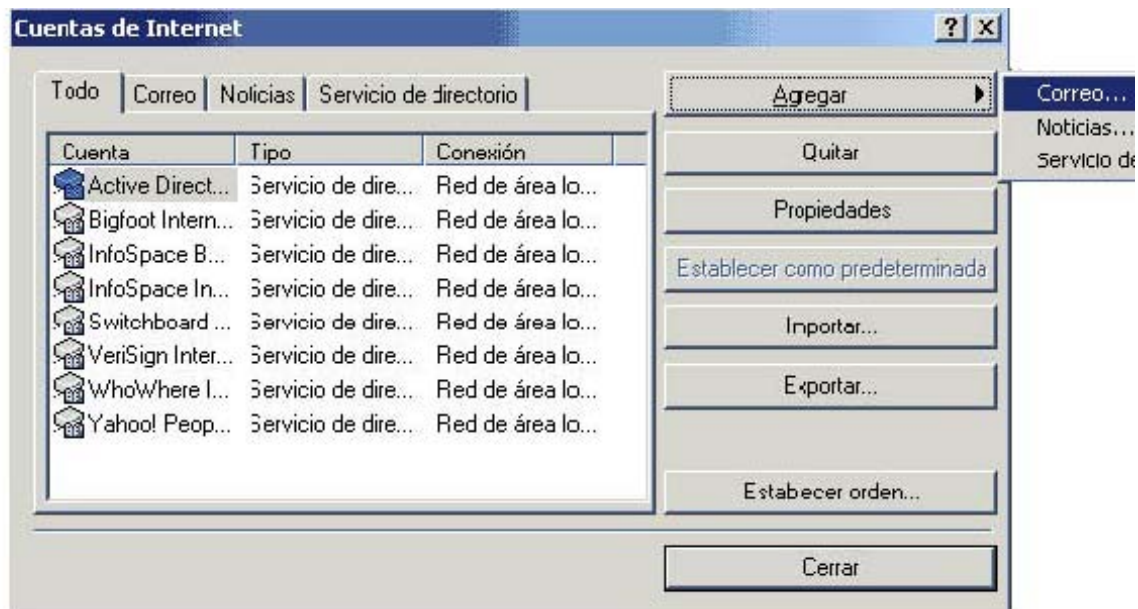 Cuentas de Internet
Todo Correo Noticias Servicio de directorio
Cuenta Tipo Conexión
Active Direct... Servicio de dire... Red de área lo...
Bigfoot Intern... Servicio de dire... Red de área lo...
InfoSpace B... Servicio de dire... Red de área lo...
InfoSpace In... Servicio de dire... Red de área lo...
Switchboard ... Servicio de dire... Red de área lo...
VeriSign Inter... Servicio de dire... Red de área lo...
WhoWhere I... Servicio de dire... Red de área lo...
Yahoo! Peop... Servicio de dire... Red de área lo...
Agregar
Quitar
Propiedades
Establecer como predeterminada
Importar...
Exportar...
Estabecer orden...
Cerrar
Correo...
Noticias...
Servicio de